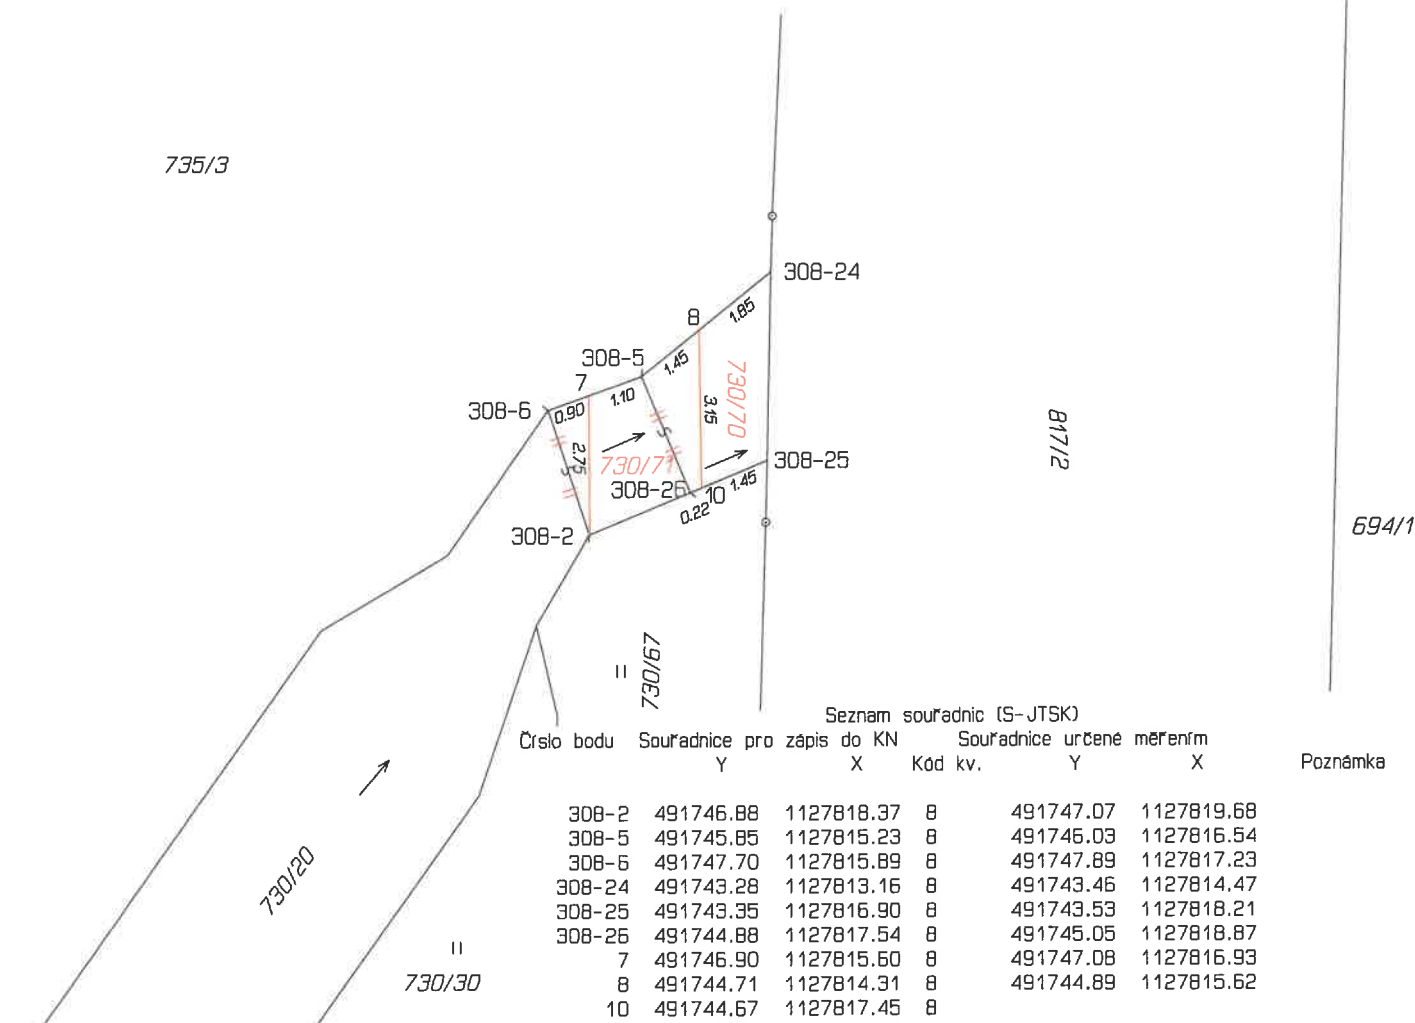 735/3
308-24
8
1.85
308-5
1.45
7
1.10
730/70
308-6
0.90
3.15
817/2
2.75
S
S
730/71
308-25
308-26
10
1.45
0.22
308-2
694/1
730/67
Seznam souřadnic (S-JTSK)
Číslo bodu Souřadnice pro zápis do KN Souřadnice určené měřením
Y X Kód kv. Y X Poznámka
308-2 491746.88 1127818.37 8 491747.07 1127819.68
308-5 491745.85 1127815.23 8 491746.03 1127816.54
308-6 491747.70 1127815.89 8 491747.89 1127817.23
308-24 491743.28 1127813.16 8 491743.46 1127814.47
308-25 491743.35 1127816.90 8 491743.53 1127818.21
308-26 491744.88 1127817.54 8 491745.05 1127818.87
7 491746.90 1127815.60 8 491747.08 1127816.93
8 491744.71 1127814.31 8 491744.89 1127815.62
10 491744.67 1127817.45 8
730/20
730/30